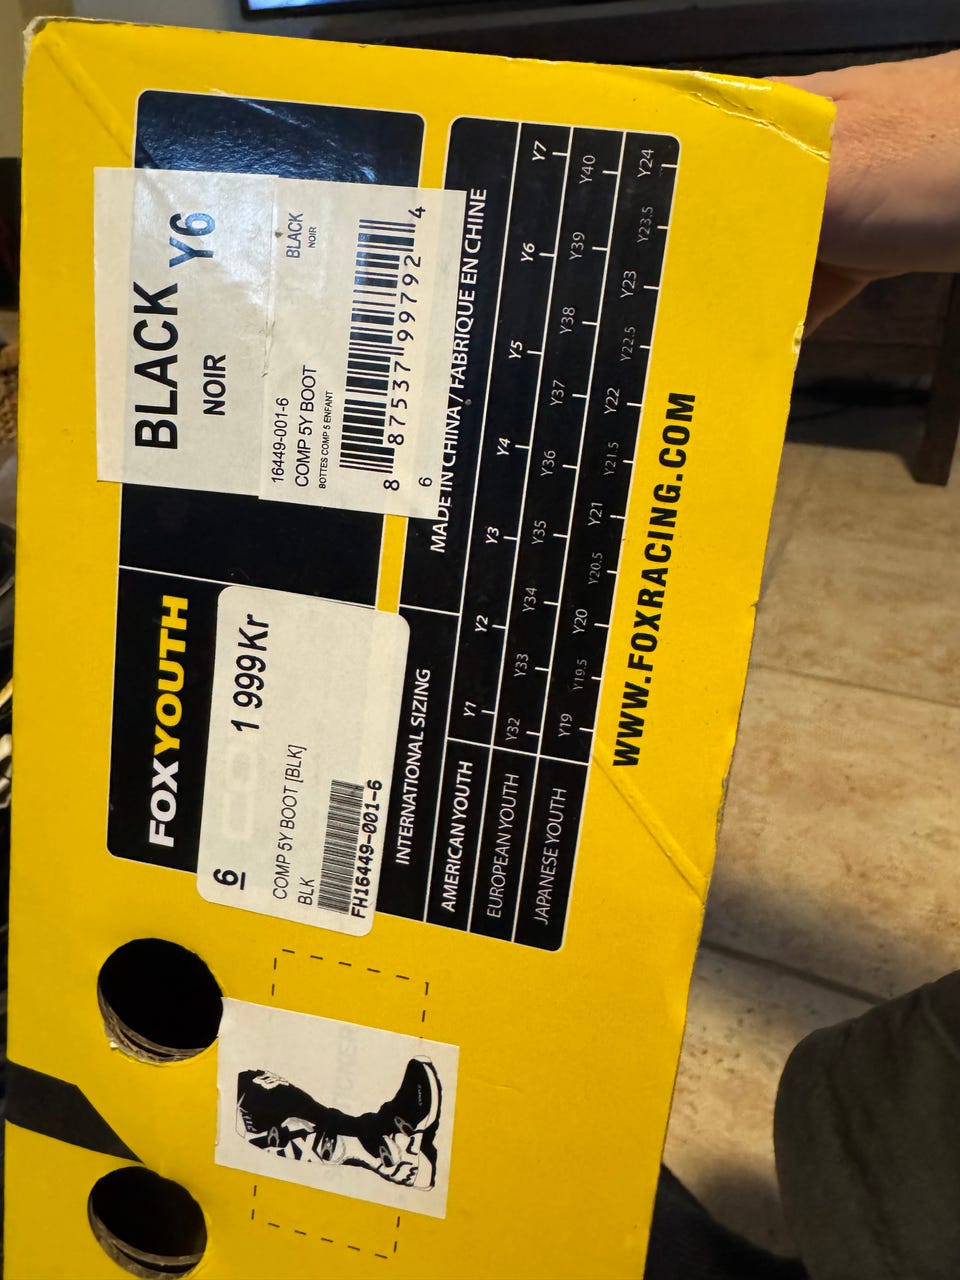 BLACK Y6
NOIR
16449-001-6
BLACK
NOIR
COMP 5Y BOOT
BOTTES COMP 5 ENFANT
8 87537 99792 4
6
MADE IN CHINA / FABRIQUE EN CHINE
FOXYOUTH
6
1 999Kr
COMP 5Y BOOT [BLK]
BLK
FH16449-001-6
INTERNATIONAL SIZING
AMERICAN YOUTH Y1 Y2 Y3 Y4 Y5 Y6 Y7
EUROPEAN YOUTH Y32 Y33 Y34 Y35 Y36 Y37 Y38 Y39 Y40
JAPANESE YOUTH Y19 Y19.5 Y20 Y20.5 Y21 Y21.5 Y22 Y22.5 Y23 Y23.5 Y24
WWW.FOXRACING.COM